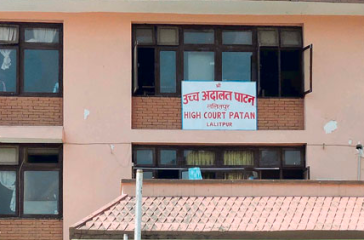 श्री
उच्च अदालत पाटन
ललितपुर
HIGH COURT PATAN
LALITPUR